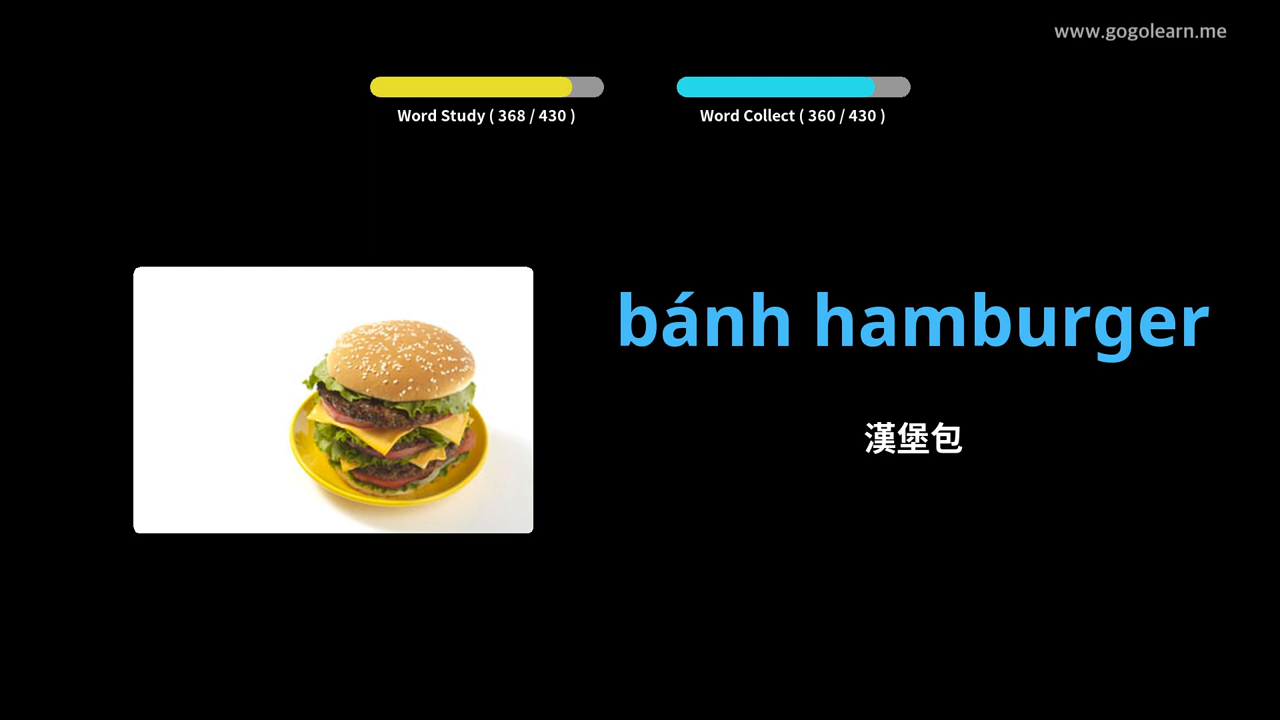 www.gogolearn.me
Word Study ( 368 / 430 )
Word Collect ( 360 / 430 )
bánh hamburger
漢堡包